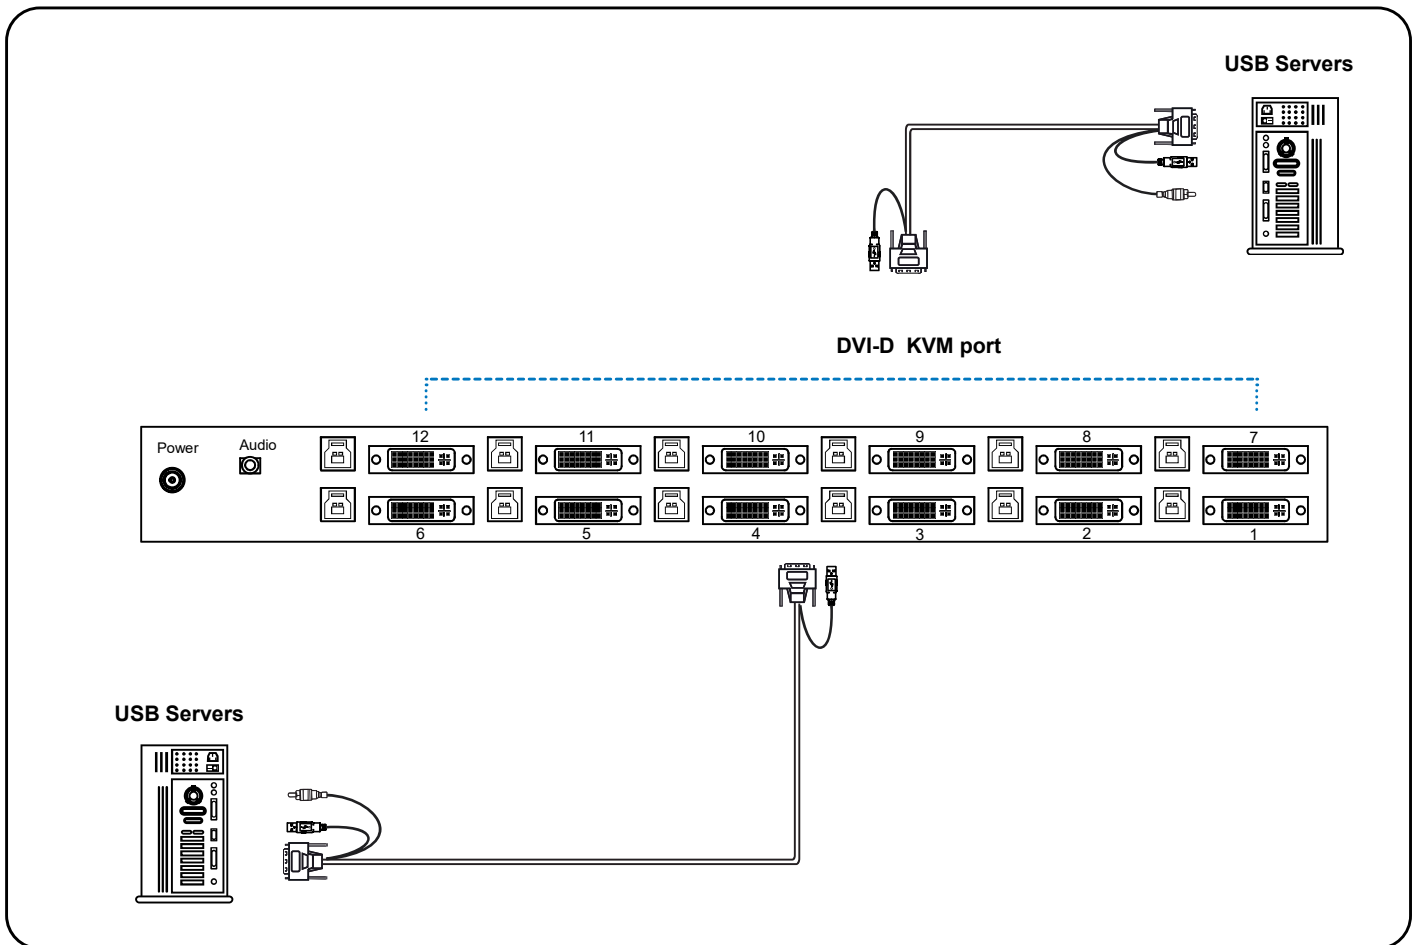 USB Servers
DVI-D KVM port
Power Audio 12 11 10 9 8 7
6 5 4 3 2 1
USB Servers